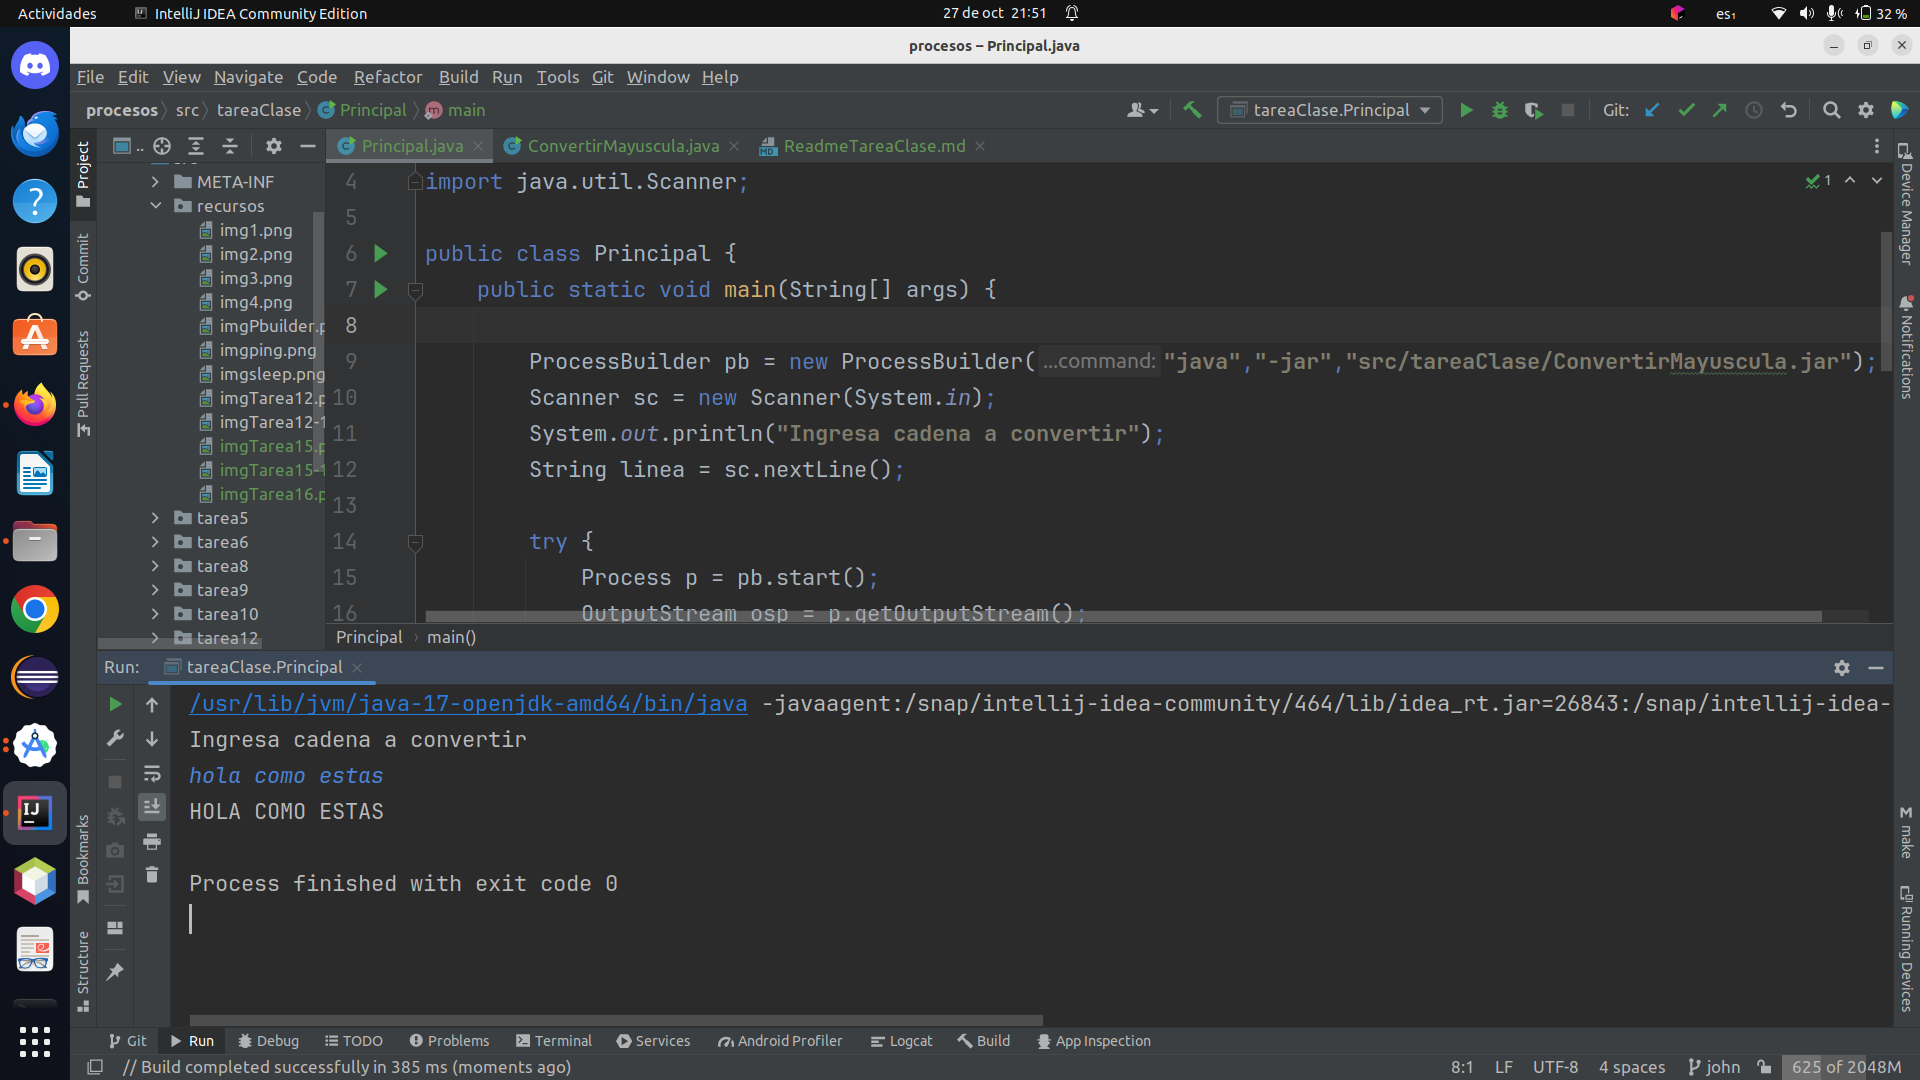 Actividades
IntelliJ IDEA Community Edition
27 de oct 21:51
es₁
32 %
procesos – Principal.java
File Edit View Navigate Code Refactor Build Run Tools Git Window Help
procesos src tareaClase Principal main
tareaClase.Principal
Git:
Project
Commit
Pull Requests
Bookmarks
Structure
META-INF
recursos
img1.png
img2.png
img3.png
img4.png
imgPbuilder.p
imgping.png
imgsleep.png
imgTarea12.p
imgTarea12-1
imgTarea15.p
imgTarea15-1
imgTarea16.p
tarea5
tarea6
tarea8
tarea9
tarea10
tarea12
Principal.java
ConvertirMayuscula.java
ReadmeTareaClase.md
1
4 import java.util.Scanner;
5
6 public class Principal {
7 public static void main(String[] args) {
8
9 ProcessBuilder pb = new ProcessBuilder( ...command: "java","-jar","src/tareaClase/ConvertirMayuscula.jar");
10 Scanner sc = new Scanner(System.in);
11 System.out.println("Ingresa cadena a convertir");
12 String linea = sc.nextLine();
13
14 try {
15 Process p = pb.start();
16 OutputStream osp = p.getOutputStream();
Principal main()
Device Manager
Notifications
make
Running Devices
Run: tareaClase.Principal
/usr/lib/jvm/java-17-openjdk-amd64/bin/java -javaagent:/snap/intellij-idea-community/464/lib/idea_rt.jar=26843:/snap/intellij-idea-
Ingresa cadena a convertir
hola como estas
HOLA COMO ESTAS
Process finished with exit code 0
Git Run Debug TODO Problems Terminal Services Android Profiler Logcat Build App Inspection
// Build completed successfully in 385 ms (moments ago)
8:1 LF UTF-8 4 spaces john 625 of 2048M